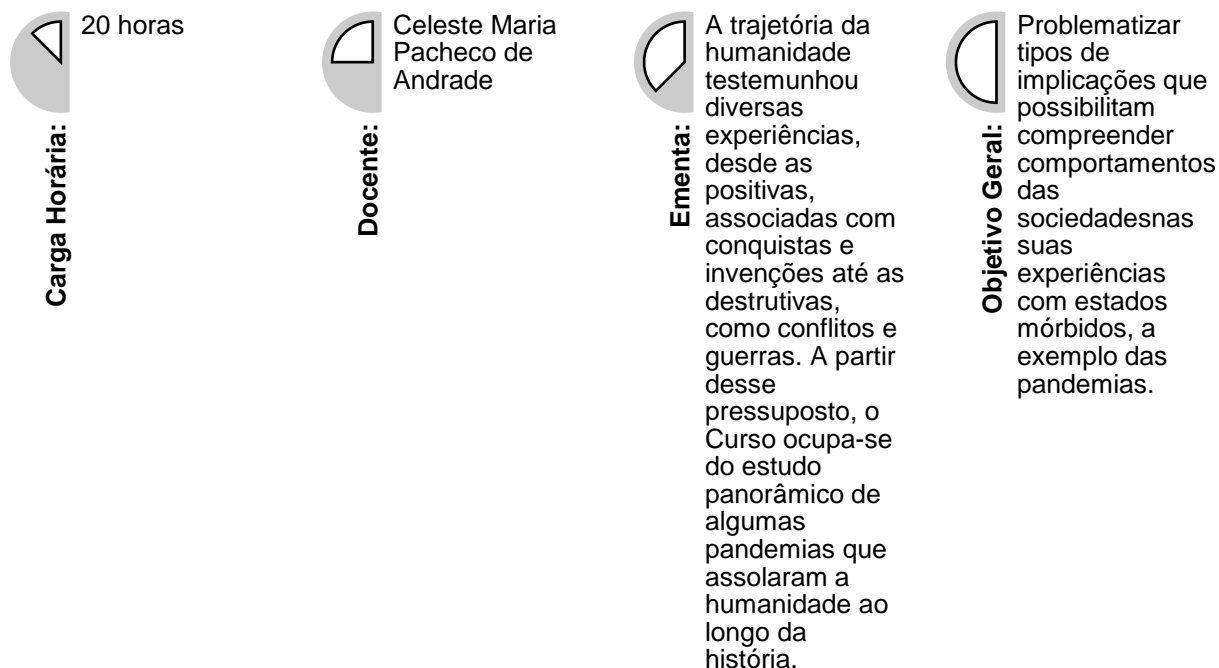 Carga Horária:
20 horas
Docente:
Celeste Maria
Pacheco de
Andrade
Ementa:
A trajetória da
humanidade
testemunhou
diversas
experiências,
desde as
positivas,
associadas com
conquistas e
invenções até as
destrutivas,
como conflitos e
guerras. A partir
desse
pressuposto, o
Curso ocupa-se
do estudo
panorâmico de
algumas
pandemias que
assolaram a
humanidade ao
longo da
história.
Objetivo Geral:
Problematizar
tipos de
implicações que
possibilitam
compreender
comportamentos
das
sociedadesnas
suas
experiências
com estados
mórbidos, a
exemplo das
pandemias.